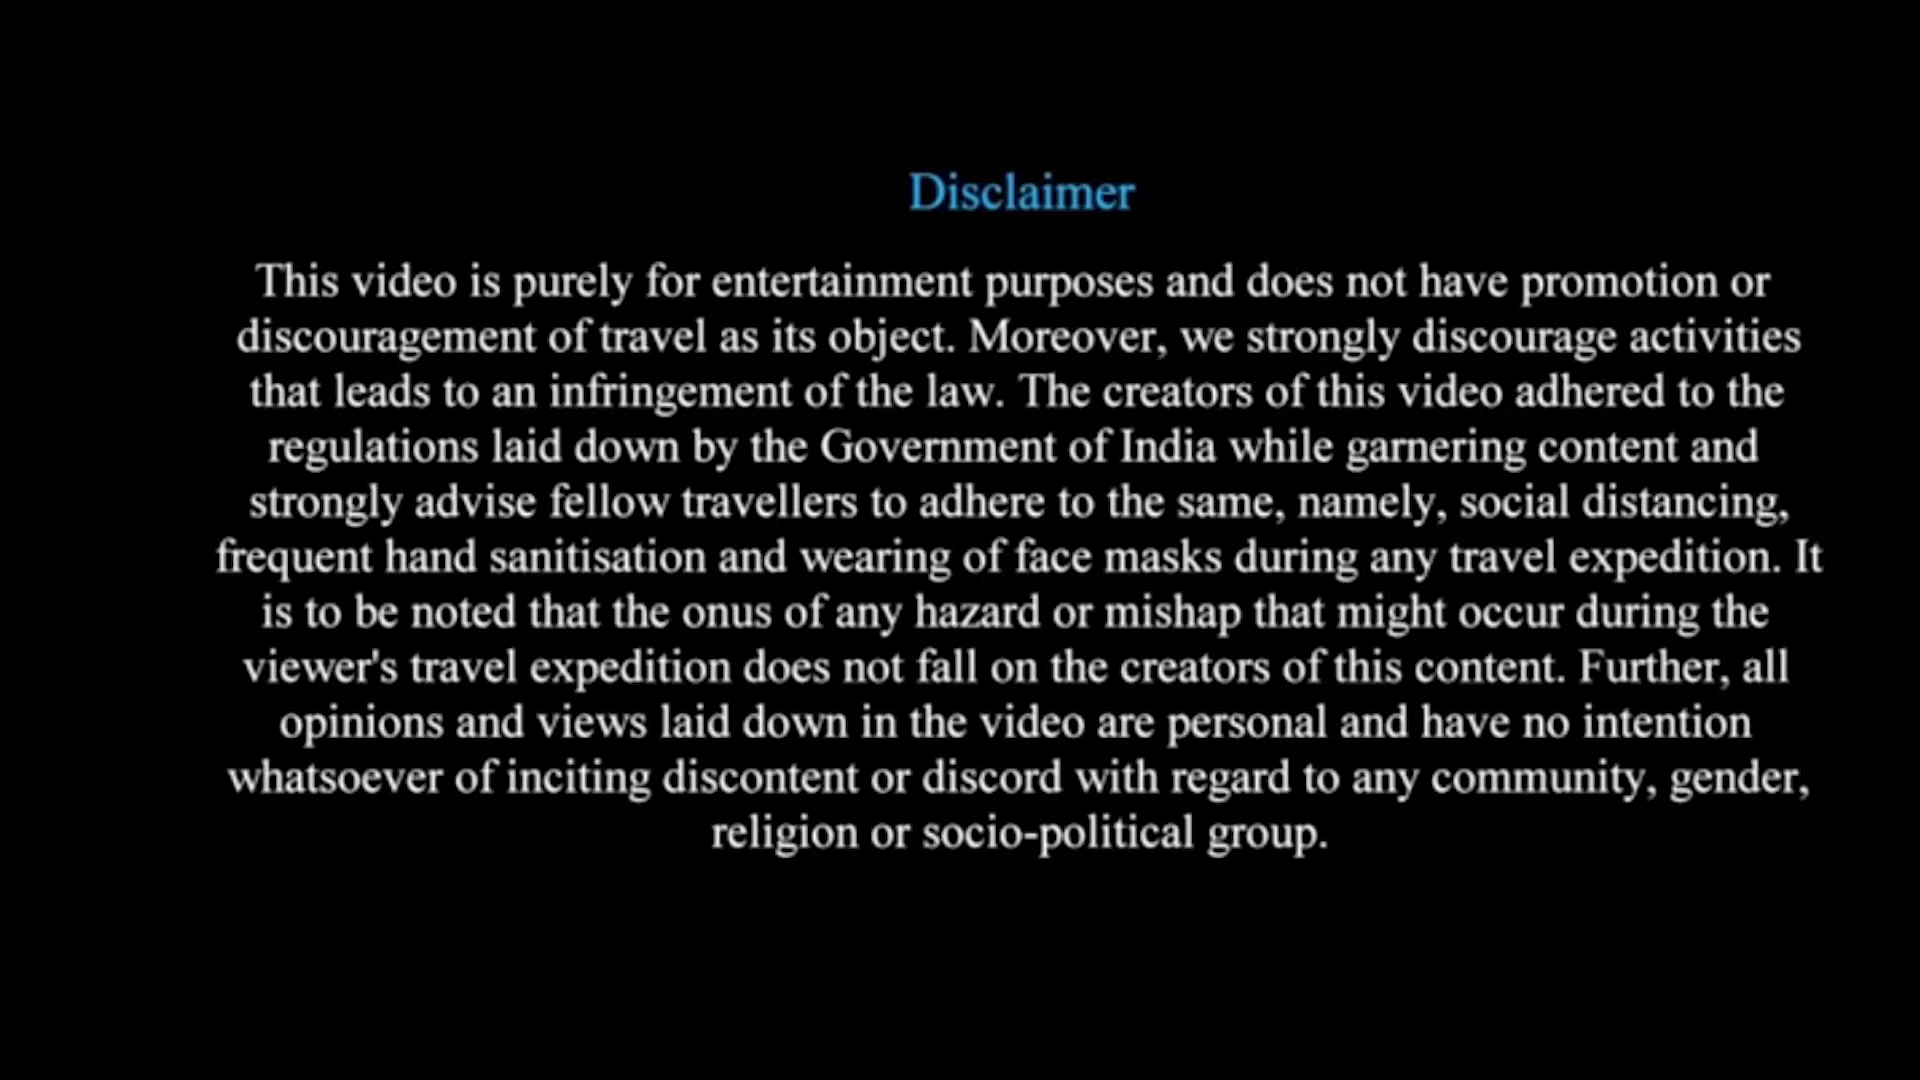 Disclaimer
This video is purely for entertainment purposes and does not have promotion or
discouragement of travel as its object. Moreover, we strongly discourage activities
that leads to an infringement of the law. The creators of this video adhered to the
regulations laid down by the Government of India while garnering content and
strongly advise fellow travellers to adhere to the same, namely, social distancing,
frequent hand sanitisation and wearing of face masks during any travel expedition. It
is to be noted that the onus of any hazard or mishap that might occur during the
viewer's travel expedition does not fall on the creators of this content. Further, all
opinions and views laid down in the video are personal and have no intention
whatsoever of inciting discontent or discord with regard to any community, gender,
religion or socio-political group.